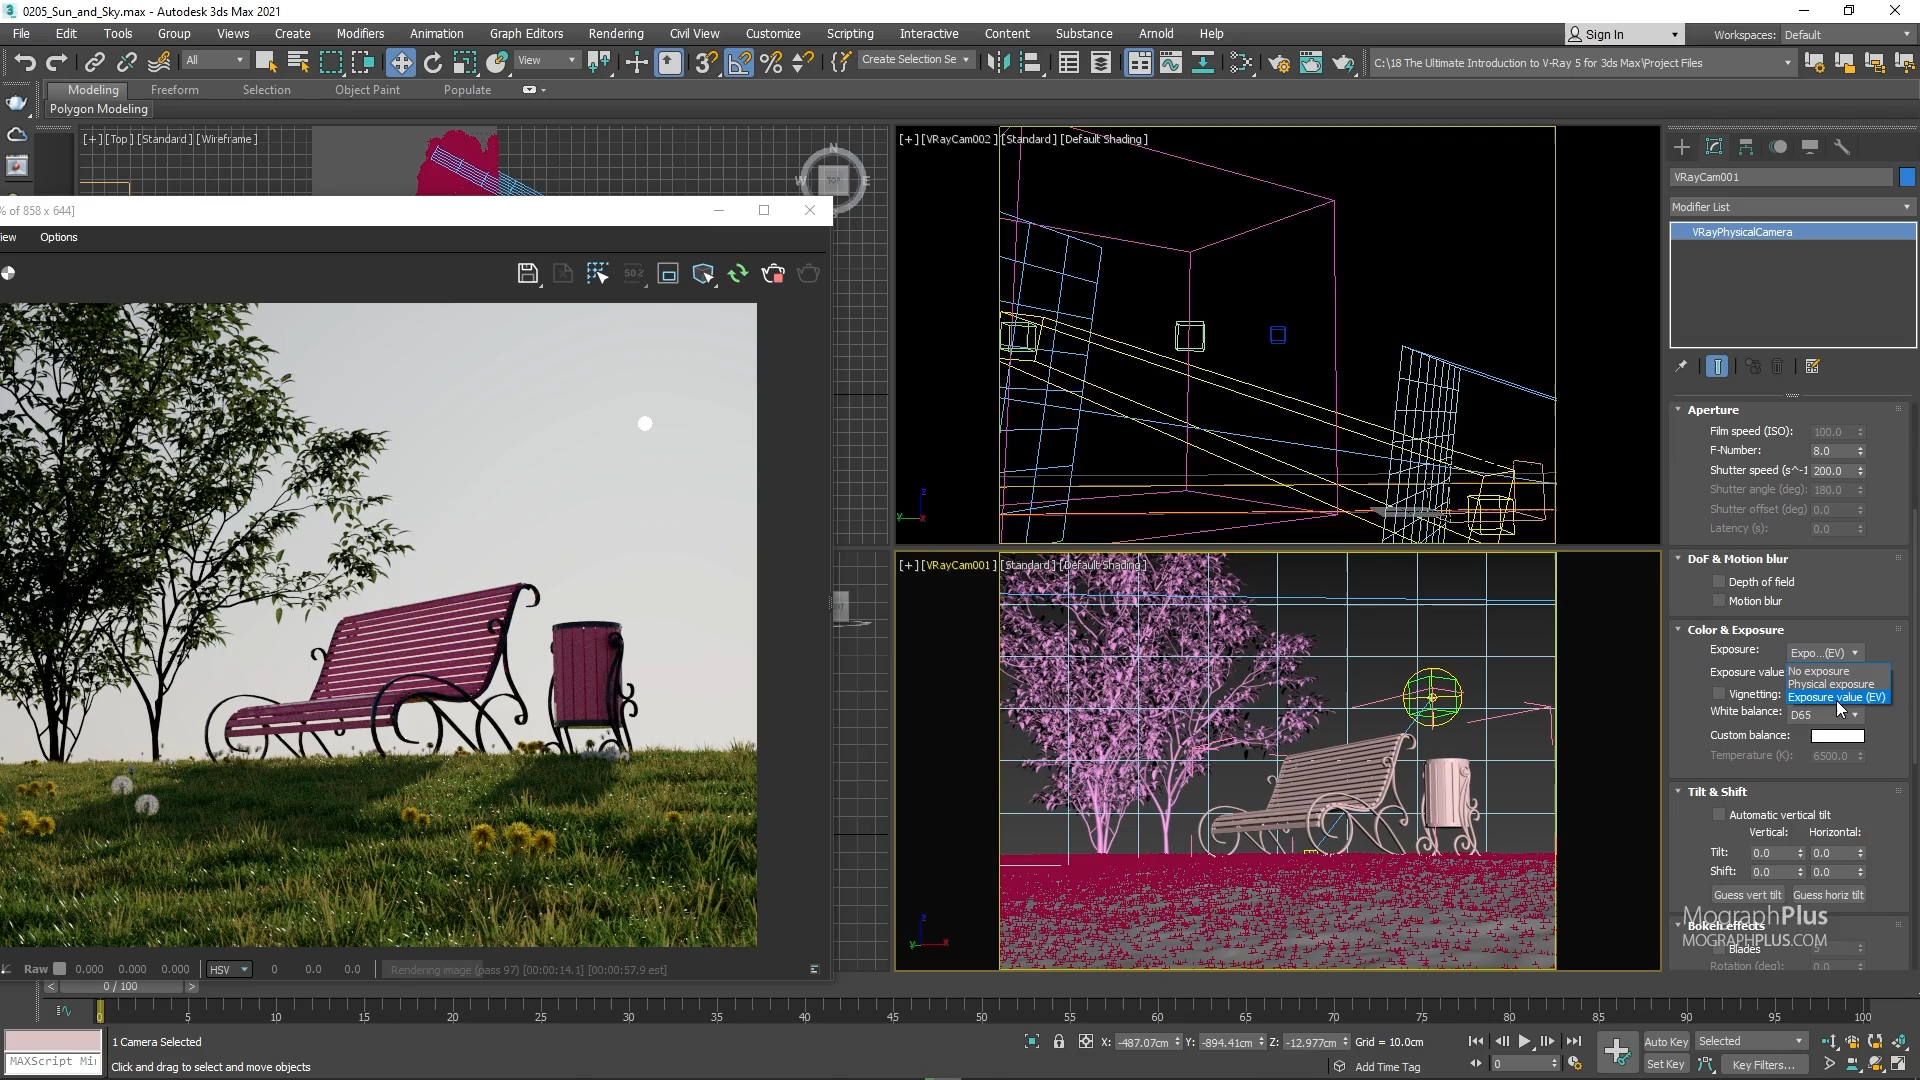 0205_Sun_and_Sky.max - Autodesk 3ds Max 2021
File Edit Tools Group Views Create Modifiers Animation Graph Editors Rendering Civil View Customize Scripting Interactive Content Substance Arnold Help
Sign In
Workspaces: Default
All
View
Create Selection Se
C:\18 The Ultimate Introduction to V-Ray 5 for 3ds Max\Project Files
Modeling Freeform Selection Object Paint Populate
Polygon Modeling
[+] [Top] [Standard] [Wireframe]
N
W
TOP
E
[+] [VRayCam002] [Standard] [Default Shading]
VRayCam001
Modifier List
VRayPhysicalCamera
% of 858 x 644]
iew Options
50%
Aperture
Film speed (ISO): 100.0
F-Number: 8.0
Shutter speed (s^-1 200.0
Shutter angle (deg): 180.0
Shutter offset (deg) 0.0
Latency (s): 0.0
DoF & Motion blur
Depth of field
Motion blur
Color & Exposure
Exposure: Expo...(EV)
Exposure value
No exposure
Physical exposure
Exposure value (EV)
Vignetting:
White balance: D65
Custom balance:
Temperature (K): 6500.0
Tilt & Shift
Automatic vertical tilt
Vertical: Horizontal:
Tilt: 0.0 0.0
Shift: 0.0 0.0
Guess vert tilt Guess horiz tilt
Bokeh effects
Blades 5
Rotation (deg): 0.0
MographPlus
MOGRAPHPLUS.COM
[+] [VRayCam001] [Standard] [Default Shading]
z
y
x
z
y
x
Raw 0.000 0.000 0.000 HSV 0 0.0 0.0 Rendering image (pass 97) [00:00:14.1] [00:00:57.9 est]
< 0 / 100 >
0 5 10 15 20 25 30 35 40 45 50 55 60 65 70 75 80 85 90 95 100
1 Camera Selected
X: -487.07cm Y: -894.41cm Z: -12.977cm Grid = 10.0cm
Auto Key Selected
MAXScript Mi
Click and drag to select and move objects
Add Time Tag
0
Set Key Key Filters...